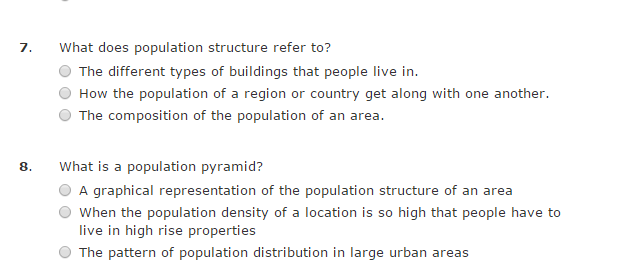 7. What does population structure refer to?
The different types of buildings that people live in.
How the population of a region or country get along with one another.
The composition of the population of an area.
8. What is a population pyramid?
A graphical representation of the population structure of an area
When the population density of a location is so high that people have to
live in high rise properties
The pattern of population distribution in large urban areas